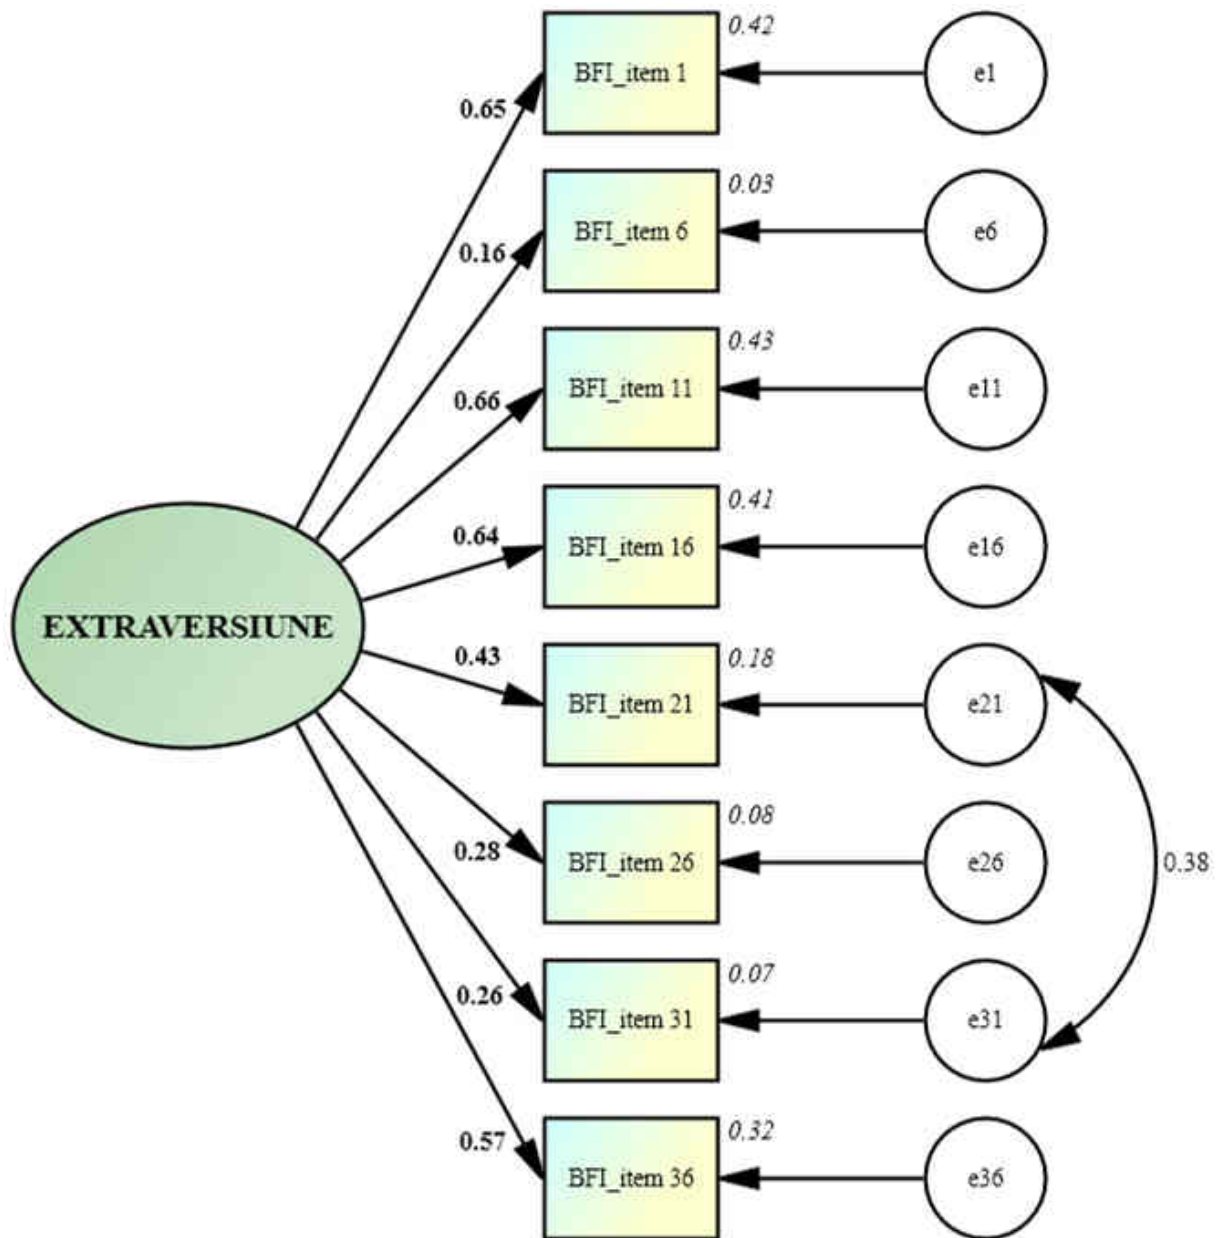 0.42
BFI_item 1
e1
0.65
0.03
BFI_item 6
e6
0.16
0.43
BFI_item 11
e11
0.66
0.41
BFI_item 16
e16
0.64
EXTRAVERSIUNE
0.43
0.18
BFI_item 21
e21
0.08
0.28
BFI_item 26
e26
0.38
0.07
0.26
BFI_item 31
e31
0.32
0.57
BFI_item 36
e36